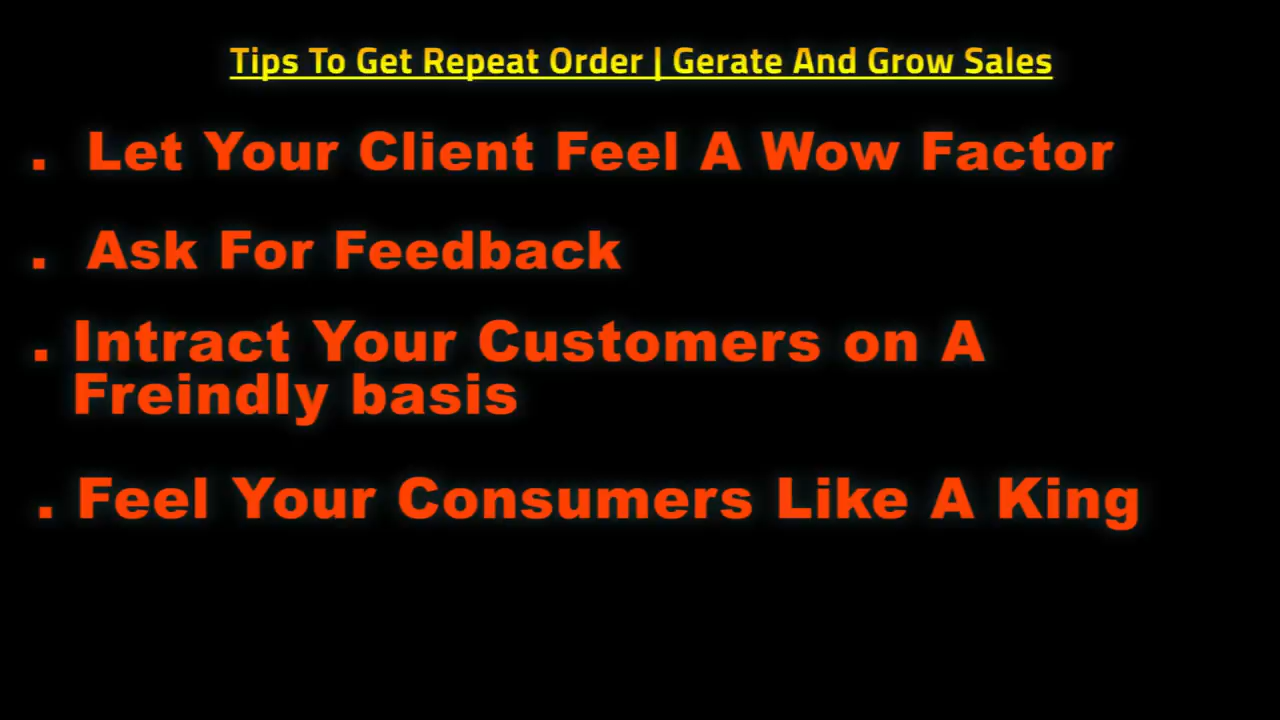 Tips To Get Repeat Order | Gerate And Grow Sales
. Let Your Client Feel A Wow Factor
. Ask For Feedback
. Intract Your Customers on A
Freindly basis
. Feel Your Consumers Like A King